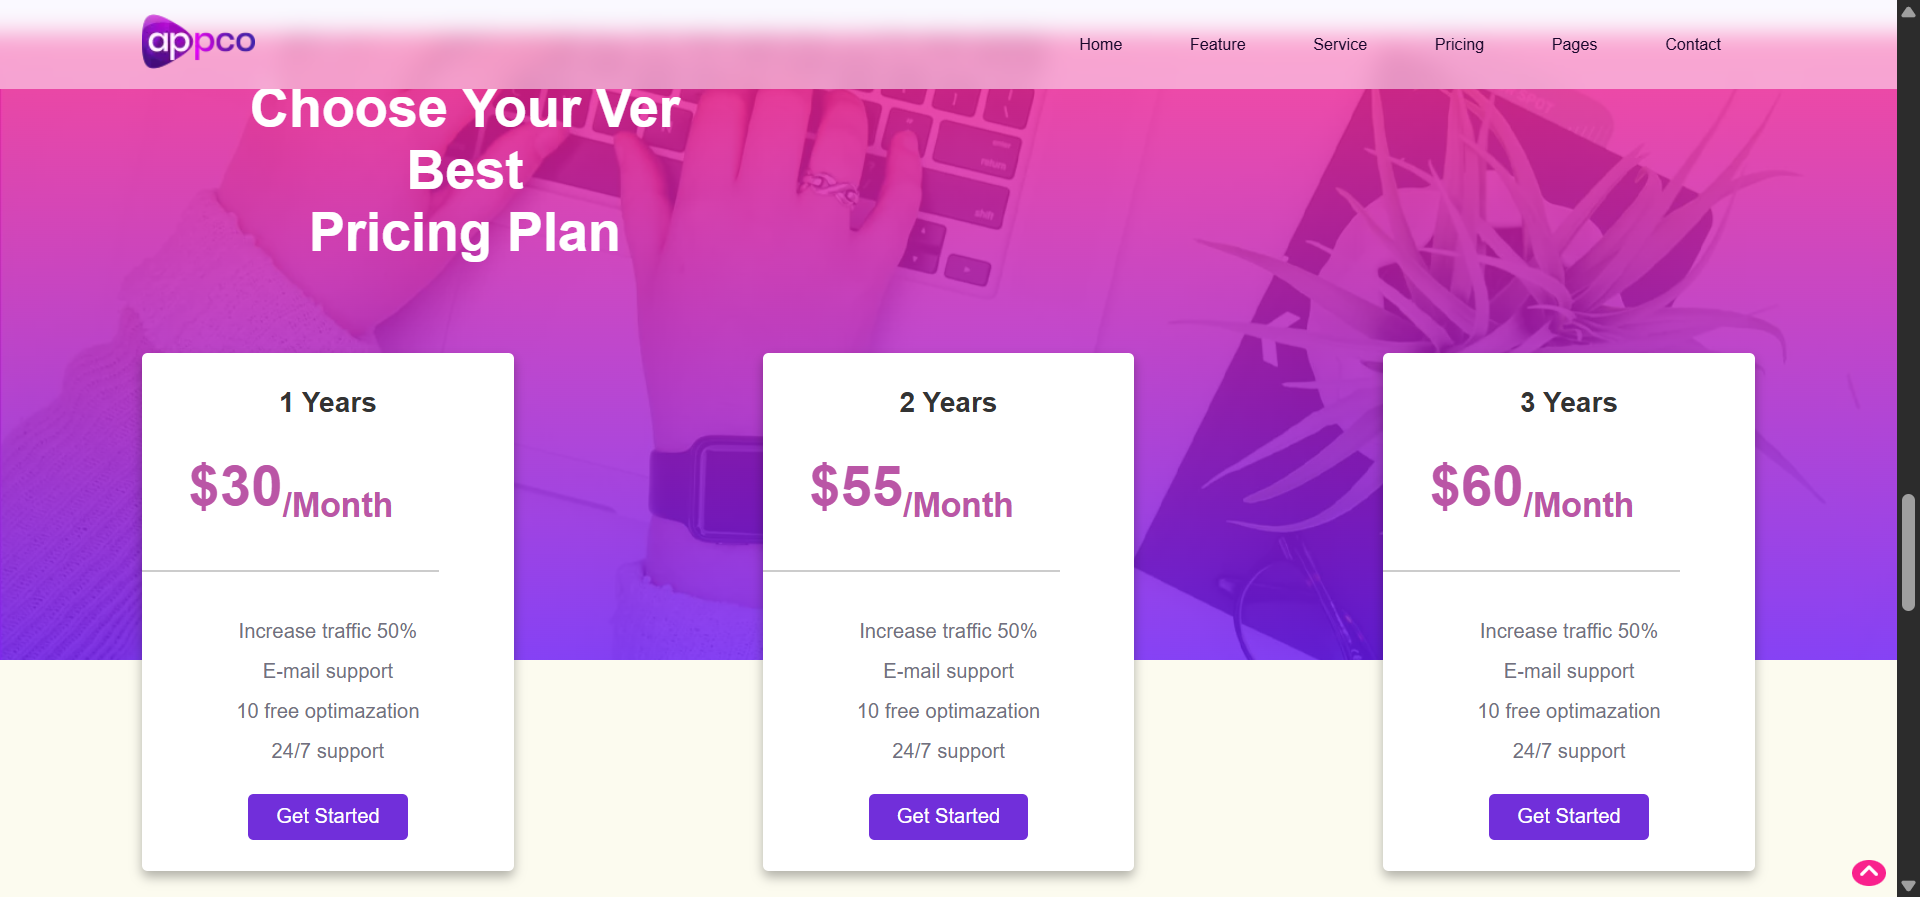 appco
Home Feature Service Pricing Pages Contact
Choose Your Ver
Best
Pricing Plan
1 Years
$30/Month
Increase traffic 50%
E-mail support
10 free optimazation
24/7 support
Get Started
2 Years
$55/Month
Increase traffic 50%
E-mail support
10 free optimazation
24/7 support
Get Started
3 Years
$60/Month
Increase traffic 50%
E-mail support
10 free optimazation
24/7 support
Get Started